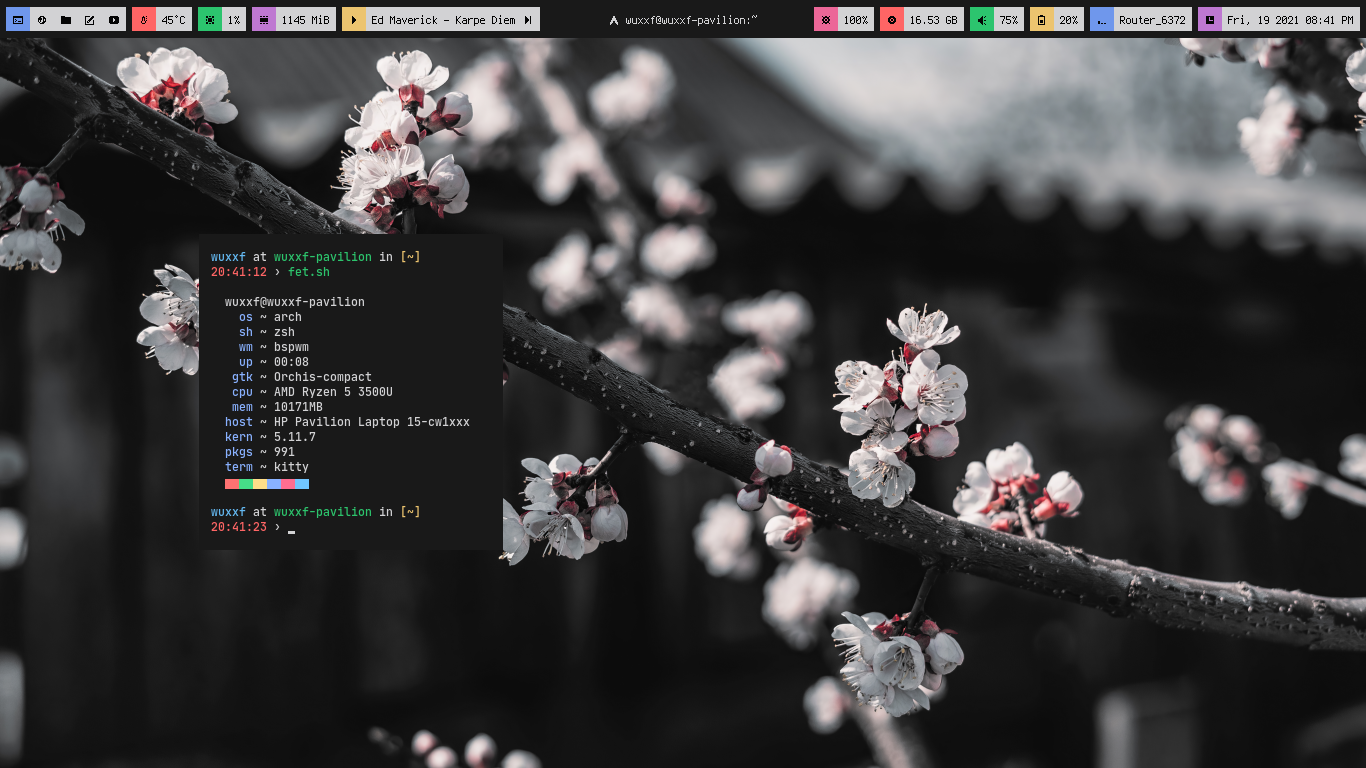 45°C
1%
1145 MiB
Ed Maverick - Karpe Diem
wuxxf@wuxxf-pavilion:~
100%
16.53 GB
75%
20%
Router_6372
Fri, 19 2021 08:41 PM
wuxxf at wuxxf-pavilion in [~]
20:41:12 › fet.sh
wuxxf@wuxxf-pavilion
os ~ arch
sh ~ zsh
wm ~ bspwm
up ~ 00:08
gtk ~ Orchis-compact
cpu ~ AMD Ryzen 5 3500U
mem ~ 10171MB
host ~ HP Pavilion Laptop 15-cw1xxx
kern ~ 5.11.7
pkgs ~ 991
term ~ kitty
wuxxf at wuxxf-pavilion in [~]
20:41:23 ›